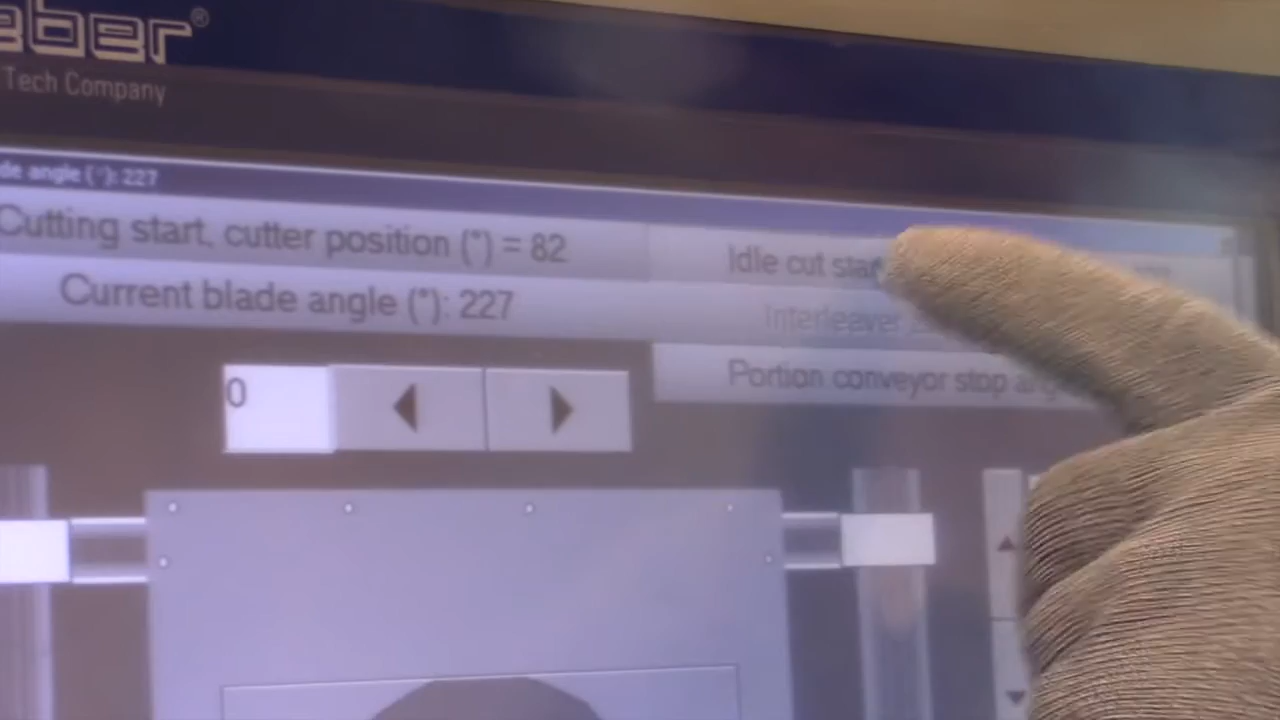 eber®
Tech Company
de angle (°): 227
Cutting start, cutter position (°) = 82
Idle cut star
Current blade angle (°): 227
Interleaver
0
Portion conveyor stop ang